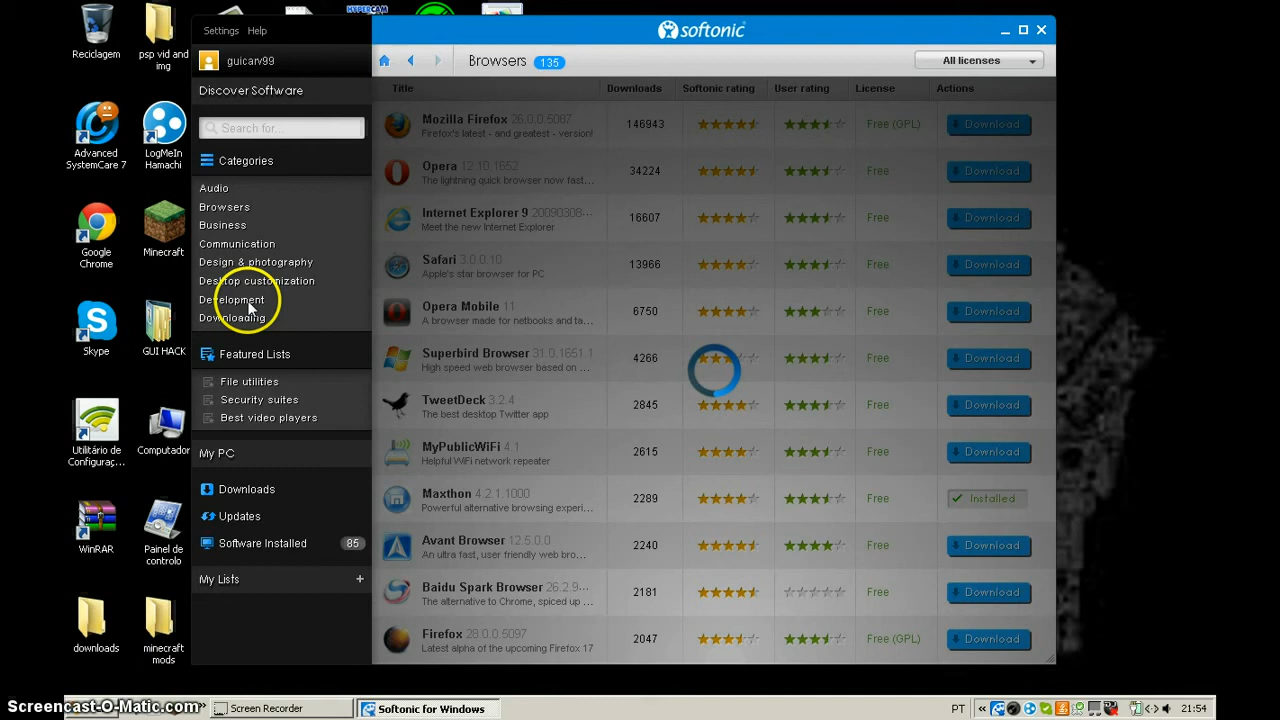 HYPERCAM
Reciclagem
psp vid and
img
Advanced
SystemCare 7
LogMeIn
Hamachi
Google
Chrome
Minecraft
Skype
GUI HACK
Utilitário de
Configuraç...
Computador
WinRAR
Painel de
controlo
downloads
minecraft
mods
Settings Help
guicarv99
Discover Software
Search for...
Categories
Audio
Browsers
Business
Communication
Design & photography
Desktop customization
Development
Downloading
Featured Lists
File utilities
Security suites
Best video players
My PC
Downloads
Updates
Software Installed 85
My Lists +
softonic
Browsers 135
All licenses
Title Downloads Softonic rating User rating License Actions
Mozilla Firefox 26.0.0.5087 146943 Free (GPL) Download
Firefox's latest - and greatest - version!
Opera 12.10.1652 34224 Free Download
The lightning quick browser now fast...
Internet Explorer 9 20090308-... 16607 Free Download
Meet the new Internet Explorer
Safari 3.0.0.10 13966 Free Download
Apple's star browser for PC
Opera Mobile 11 6750 Free Download
A browser made for netbooks and ta...
Superbird Browser 31.0.1651.1 4266 Free Download
High speed web browser based on ...
TweetDeck 3.2.4 2845 Free Download
The best desktop Twitter app
MyPublicWiFi 4.1 2615 Free Download
Helpful WiFi network repeater
Maxthon 4.2.1.1000 2289 Free Installed
Powerful alternative browsing experi...
Avant Browser 12.5.0.0 2240 Free Download
An ultra fast, user friendly web bro...
Baidu Spark Browser 26.2.9... 2181 Free Download
The alternative to Chrome, spiced up ...
Firefox 28.0.0.5097 2047 Free (GPL) Download
Latest alpha of the upcoming Firefox 17
Screencast-O-Matic.com
Screen Recorder
Softonic for Windows
PT
21:54